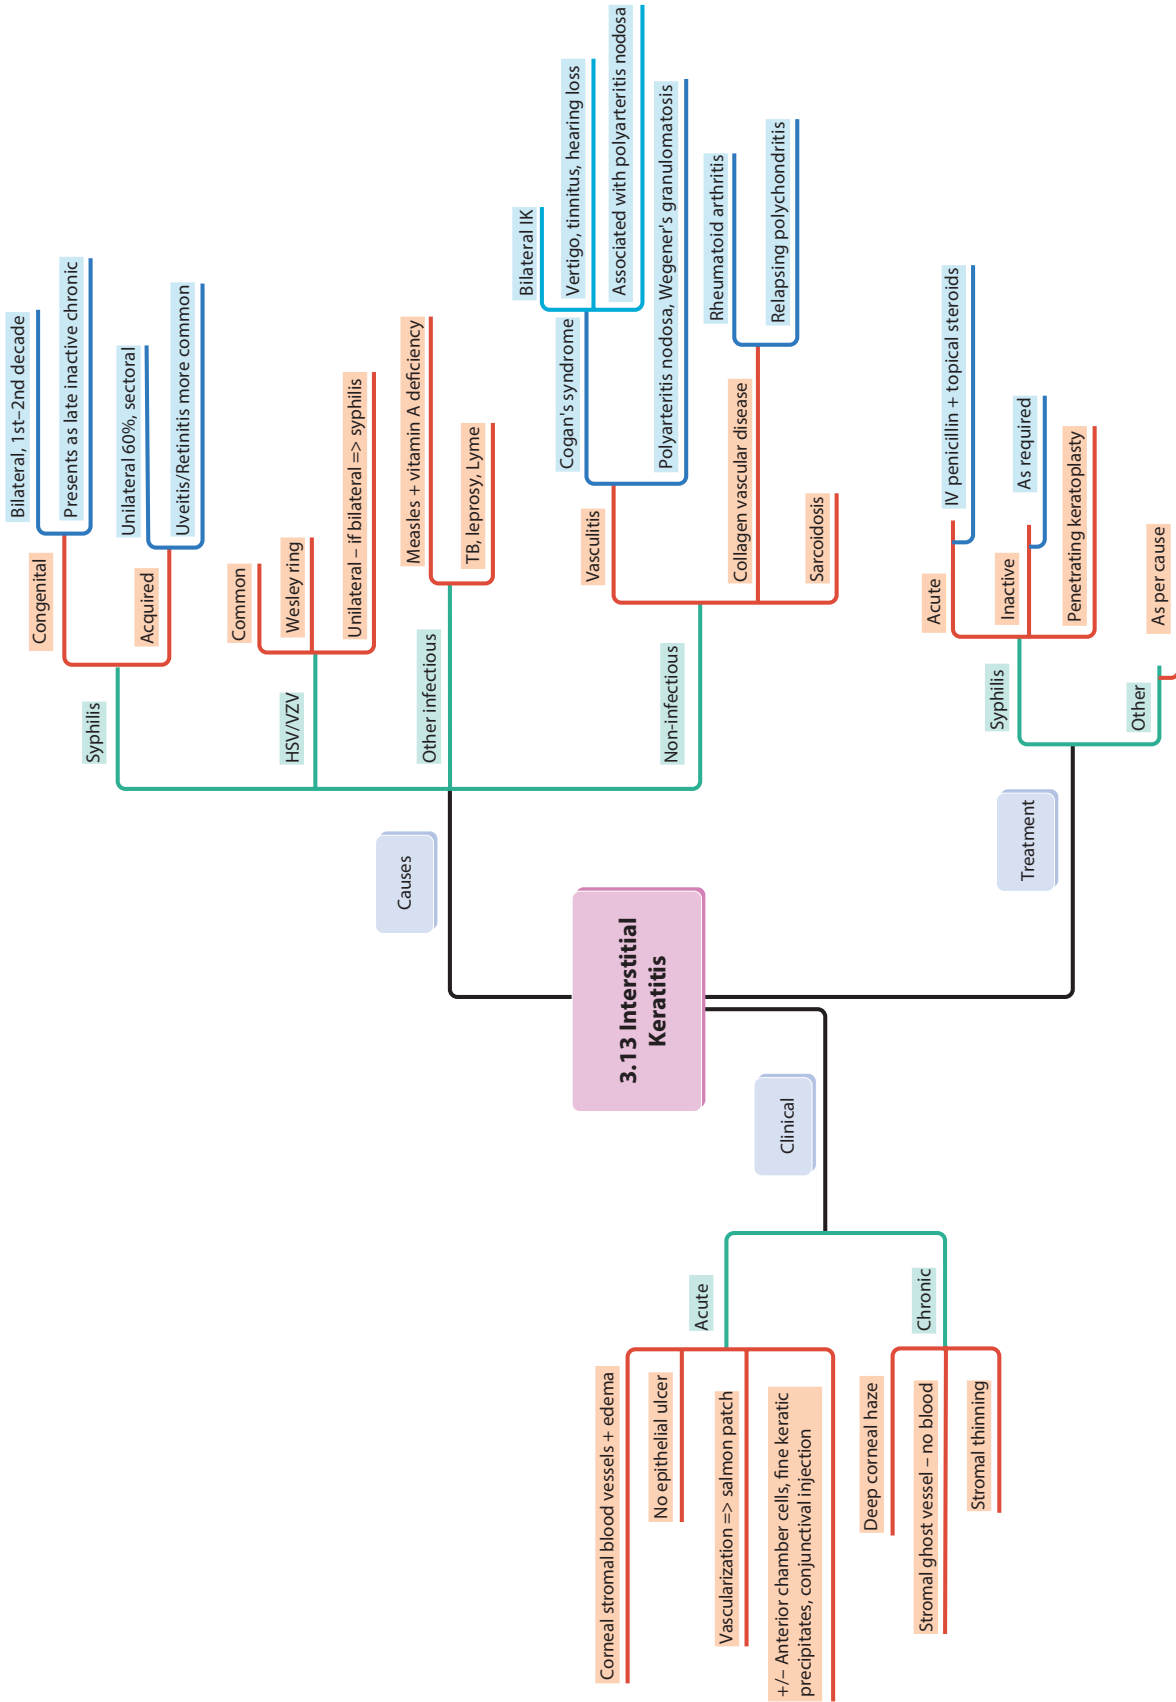 3.13 Interstitial
Keratitis
Causes
Syphilis
Congenital
Bilateral, 1st–2nd decade
Presents as late inactive chronic
Acquired
Unilateral 60%, sectoral
Uveitis/Retinitis more common
HSV/VZV
Common
Wesley ring
Unilateral – if bilateral => syphilis
Other infectious
Measles + vitamin A deficiency
TB, leprosy, Lyme
Non-infectious
Vasculitis
Cogan's syndrome
Bilateral IK
Vertigo, tinnitus, hearing loss
Associated with polyarteritis nodosa
Polyarteritis nodosa, Wegener's granulomatosis
Collagen vascular disease
Rheumatoid arthritis
Relapsing polychondritis
Sarcoidosis
Treatment
Syphilis
Acute
IV penicillin + topical steroids
Inactive
As required
Penetrating keratoplasty
Other
As per cause
Clinical
Acute
Corneal stromal blood vessels + edema
No epithelial ulcer
Vascularization => salmon patch
+/– Anterior chamber cells, fine keratic
precipitates, conjunctival injection
Chronic
Deep corneal haze
Stromal ghost vessel – no blood
Stromal thinning